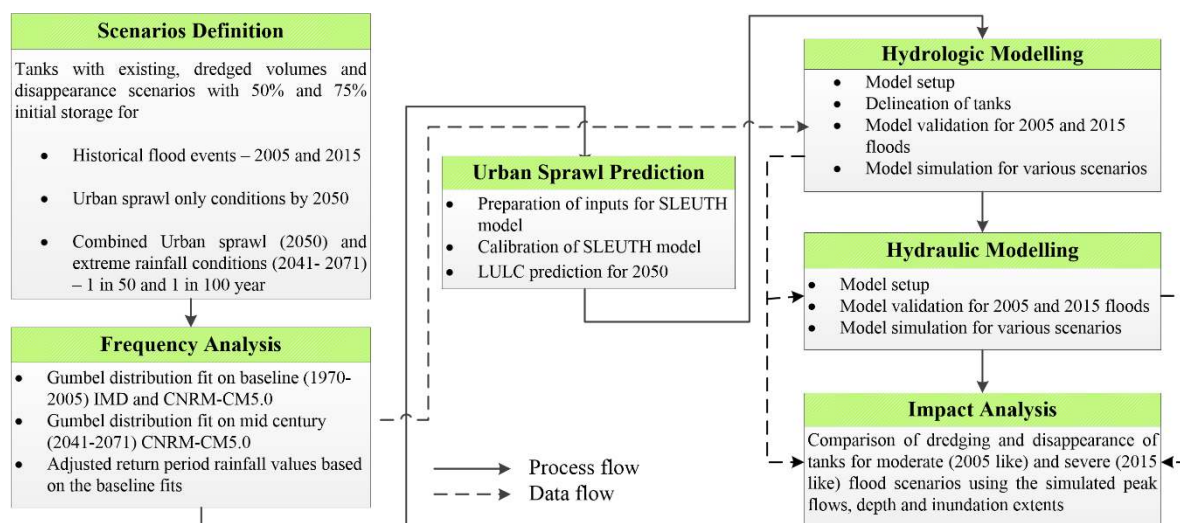 Scenarios Definition
Tanks with existing, dredged volumes and
disappearance scenarios with 50% and 75%
initial storage for
• Historical flood events – 2005 and 2015
• Urban sprawl only conditions by 2050
• Combined Urban sprawl (2050) and
extreme rainfall conditions (2041- 2071)
– 1 in 50 and 1 in 100 year
Frequency Analysis
• Gumbel distribution fit on baseline (1970-
2005) IMD and CNRM-CM5.0
• Gumbel distribution fit on mid century
(2041-2071) CNRM-CM5.0
• Adjusted return period rainfall values based
on the baseline fits
Urban Sprawl Prediction
• Preparation of inputs for SLEUTH
model
• Calibration of SLEUTH model
• LULC prediction for 2050
Process flow
Data flow
Hydrologic Modelling
• Model setup
• Delineation of tanks
• Model validation for 2005 and 2015
floods
• Model simulation for various scenarios
Hydraulic Modelling
• Model setup
• Model validation for 2005 and 2015 floods
• Model simulation for various scenarios
Impact Analysis
Comparison of dredging and disappearance of
tanks for moderate (2005 like) and severe (2015
like) flood scenarios using the simulated peak
flows, depth and inundation extents